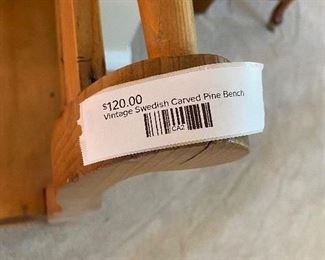 $120.00
Vintage Swedish Carved Pine Bench
CA2